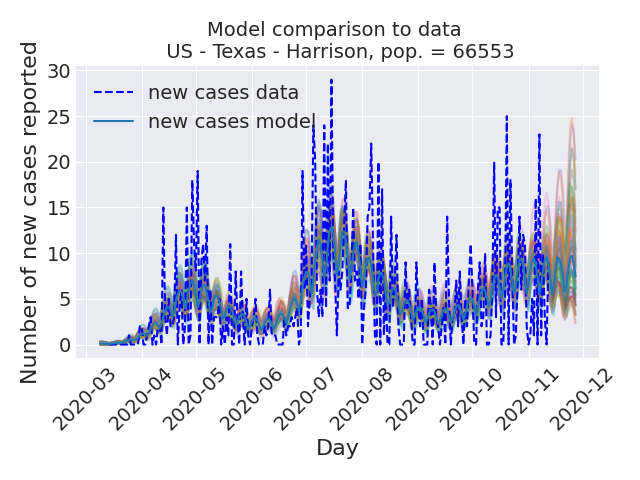 Model comparison to data
US - Texas - Harrison, pop. = 66553
Number of new cases reported
30
25
20
15
10
5
0
new cases data
new cases model
2020-03
2020-04
2020-05
2020-06
2020-07
2020-08
2020-09
2020-10
2020-11
2020-12
Day